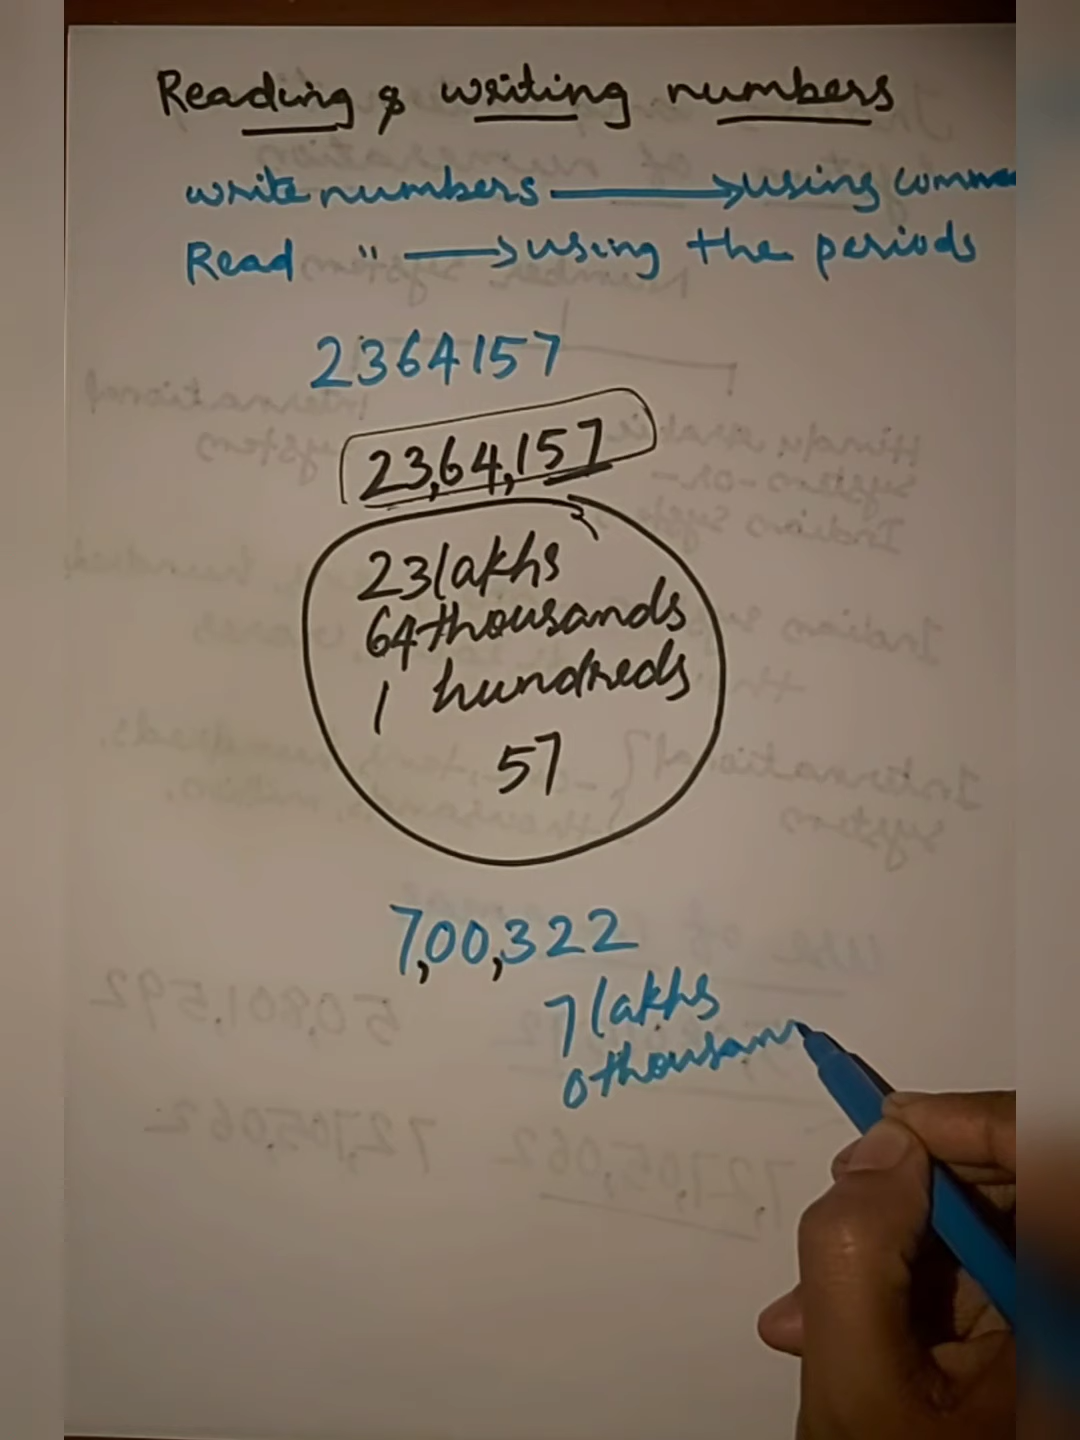 Reading & writing numbers
write numbers → using comma
Read " → using the periods
2364157
23,64,157
23 lakhs
64 thousands
1 hundreds
57
7,00,322
7 lakhs
0 thousan